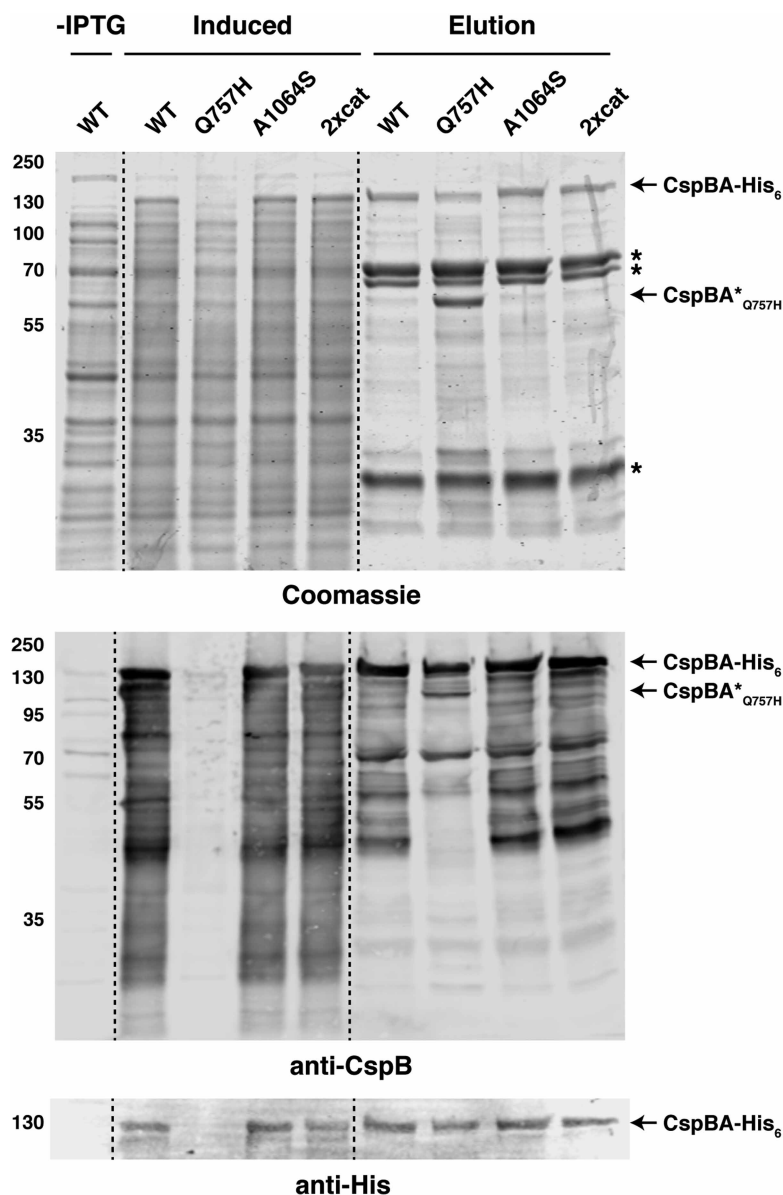 -IPTG Induced Elution
WT WT Q757H A1064S 2xcat WT Q757H A1064S 2xcat
250
130
100
70
55
35
CspBA-His6
*
*
CspBA*Q757H
*
Coomassie
250
130
95
70
55
35
CspBA-His6
CspBA*Q757H
anti-CspB
130
CspBA-His6
anti-His